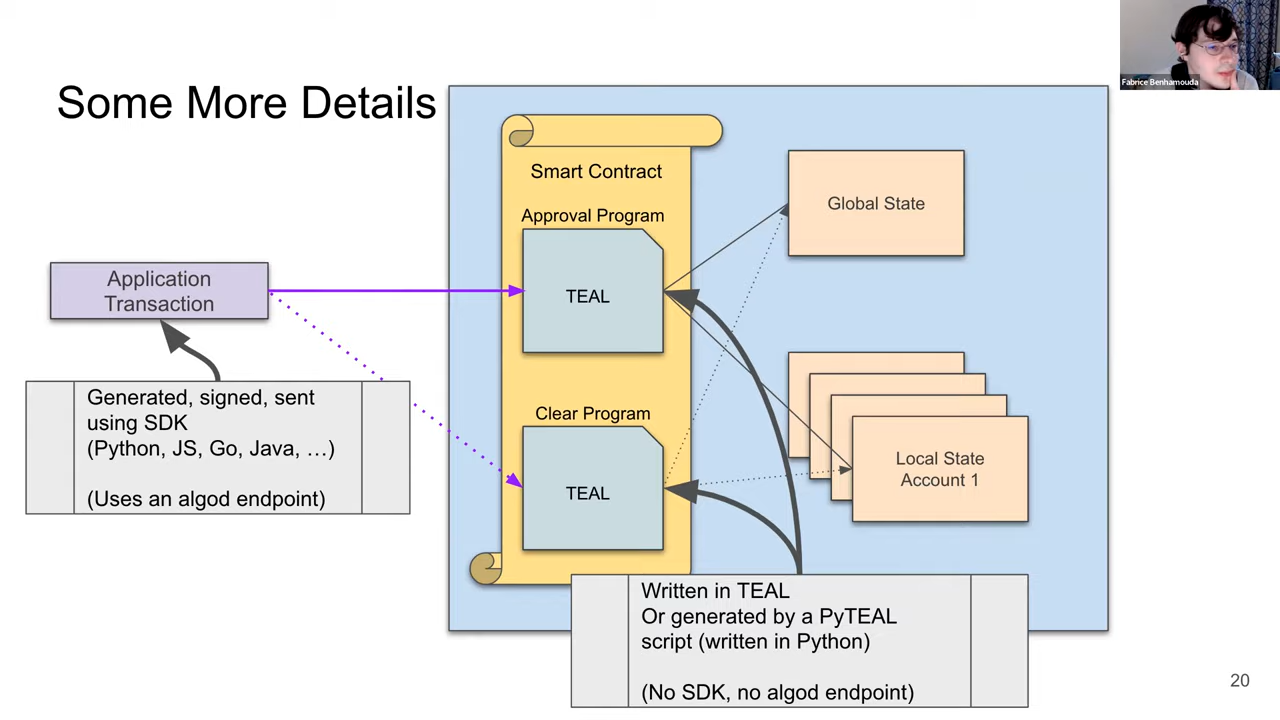 Fabrice Benhamouda
Some More Details
Smart Contract
Approval Program
TEAL
Global State
Application
Transaction
Generated, signed, sent
using SDK
(Python, JS, Go, Java, …)
(Uses an algod endpoint)
Clear Program
TEAL
Local State
Account 1
Written in TEAL
Or generated by a PyTEAL
script (written in Python)
(No SDK, no algod endpoint)
20